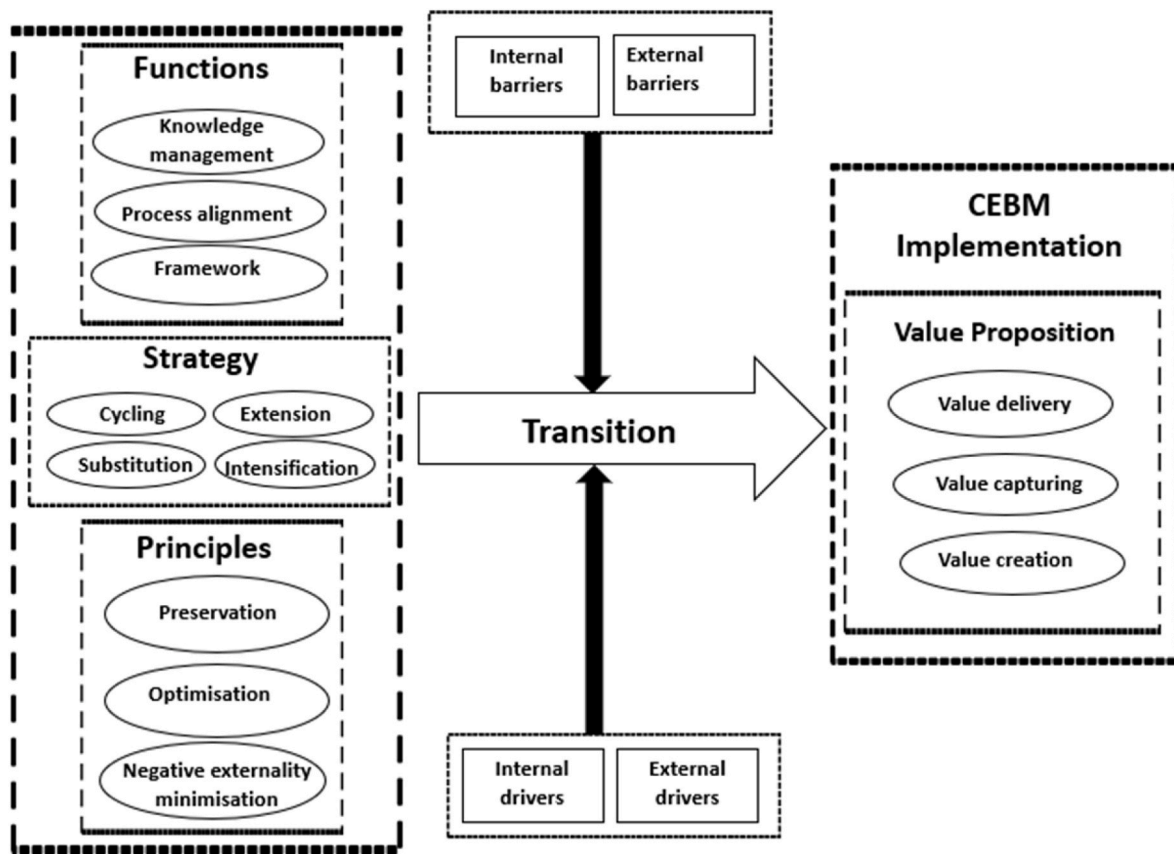 Functions
Knowledge
management
Process alignment
Framework
Strategy
Cycling
Extension
Substitution
Intensification
Principles
Preservation
Optimisation
Negative externality
minimisation
Internal
barriers
External
barriers
Transition
Internal
drivers
External
drivers
CEBM
Implementation
Value Proposition
Value delivery
Value capturing
Value creation